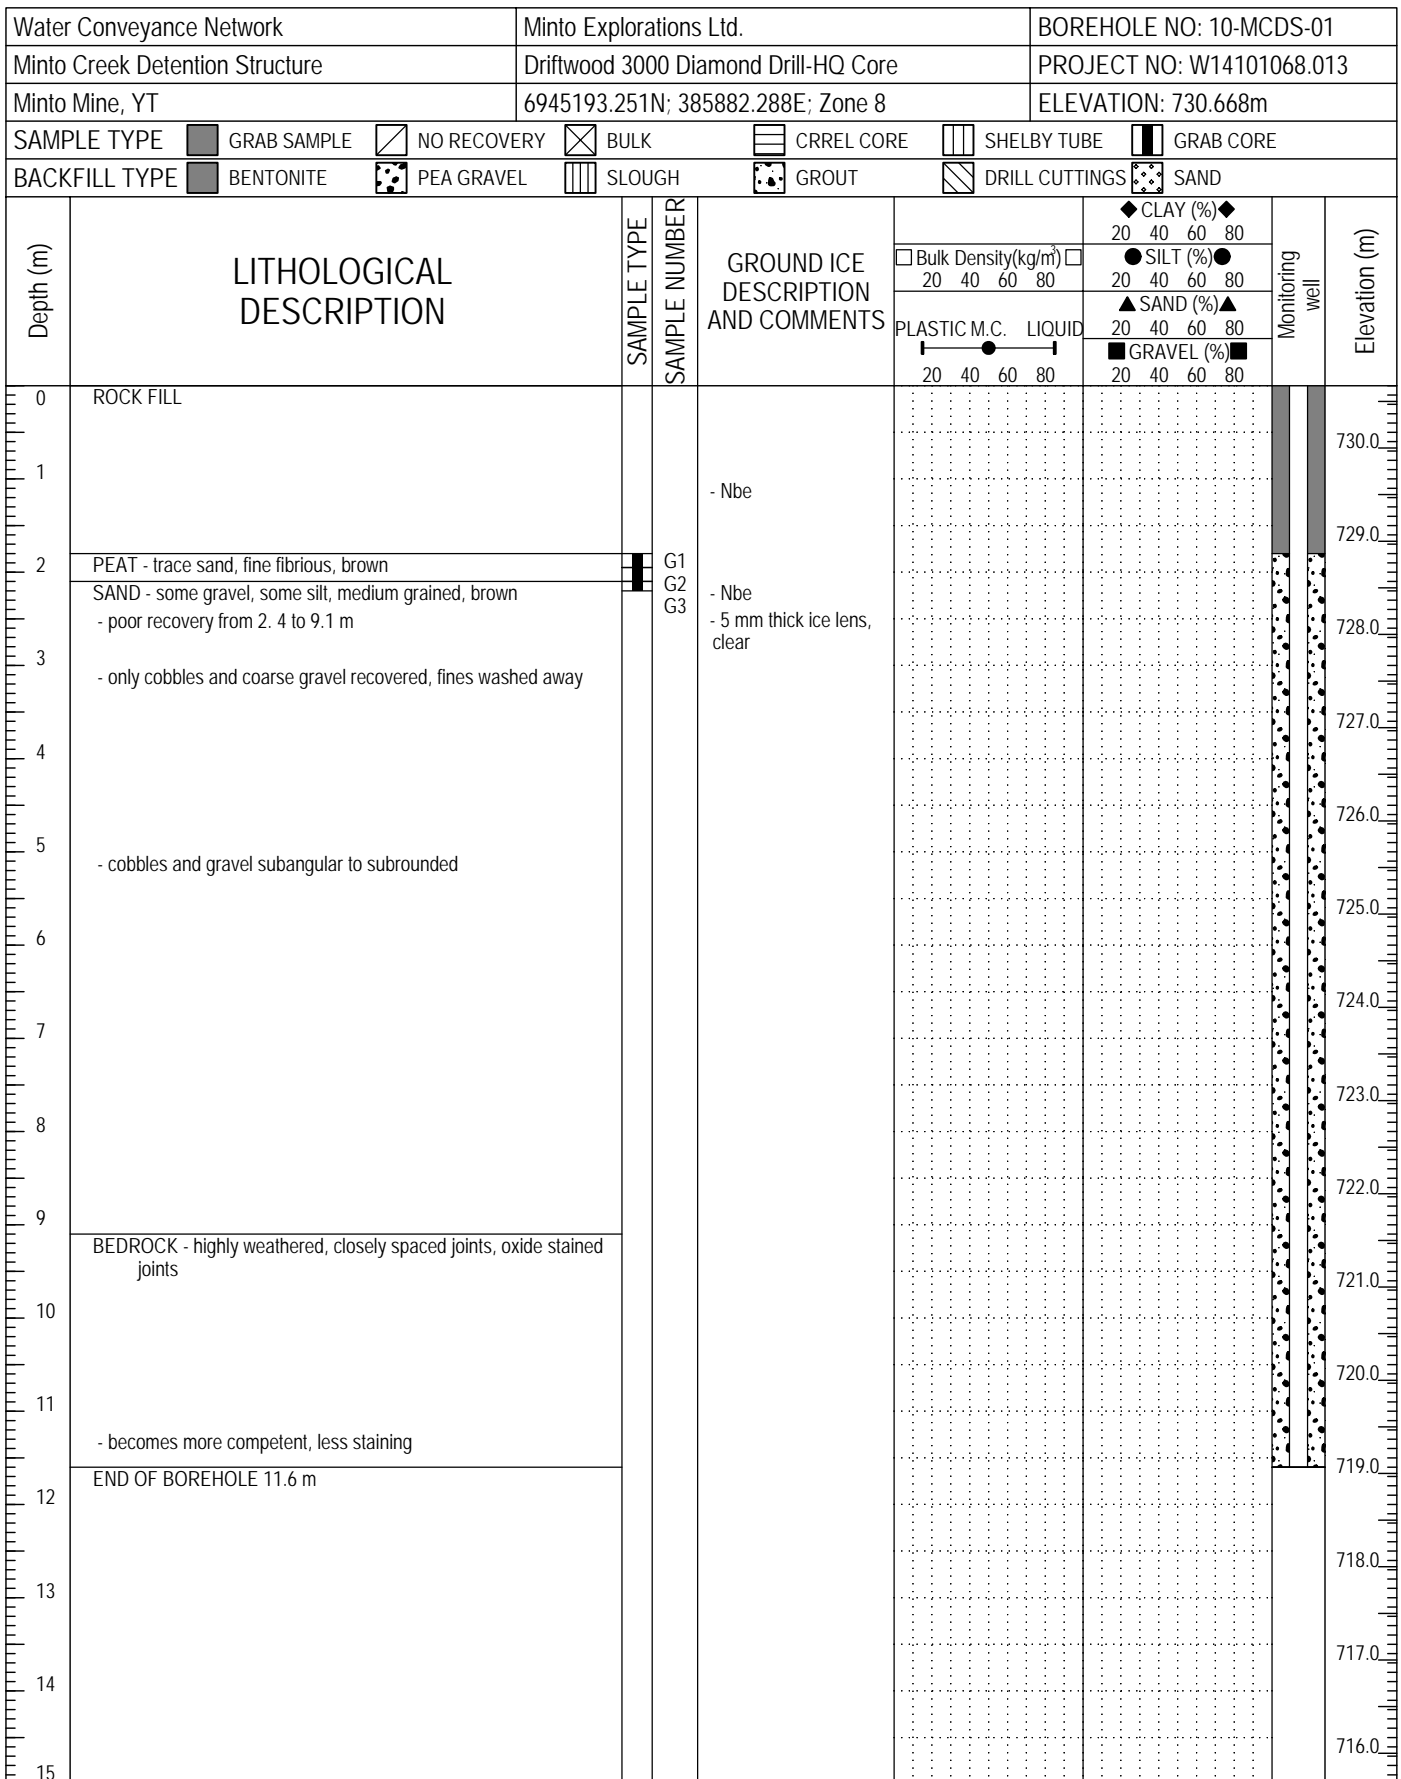 Water Conveyance Network
Minto Explorations Ltd.
BOREHOLE NO: 10-MCDS-01
Minto Creek Detention Structure
Driftwood 3000 Diamond Drill-HQ Core
PROJECT NO: W14101068.013
Minto Mine, YT
6945193.251N; 385882.288E; Zone 8
ELEVATION: 730.668m
SAMPLE TYPE GRAB SAMPLE NO RECOVERY BULK CRREL CORE SHELBY TUBE GRAB CORE
BACKFILL TYPE BENTONITE PEA GRAVEL SLOUGH GROUT DRILL CUTTINGS SAND
Depth (m)
LITHOLOGICAL
DESCRIPTION
SAMPLE TYPE
SAMPLE NUMBER
GROUND ICE
DESCRIPTION
AND COMMENTS
Bulk Density(kg/m³)
20 40 60 80
PLASTIC M.C. LIQUID
20 40 60 80
CLAY (%)
20 40 60 80
SILT (%)
20 40 60 80
SAND (%)
20 40 60 80
GRAVEL (%)
20 40 60 80
Monitoring
well
Elevation (m)
0
ROCK FILL
730.0
1
- Nbe
729.0
2
PEAT - trace sand, fine fibrious, brown
G1
G2
SAND - some gravel, some silt, medium grained, brown
- Nbe
G3
- poor recovery from 2. 4 to 9.1 m
- 5 mm thick ice lens,
clear
728.0
3
- only cobbles and coarse gravel recovered, fines washed away
727.0
4
726.0
5
- cobbles and gravel subangular to subrounded
725.0
6
724.0
7
723.0
8
722.0
9
BEDROCK - highly weathered, closely spaced joints, oxide stained
joints
721.0
10
720.0
11
- becomes more competent, less staining
719.0
END OF BOREHOLE 11.6 m
12
718.0
13
717.0
14
716.0
15